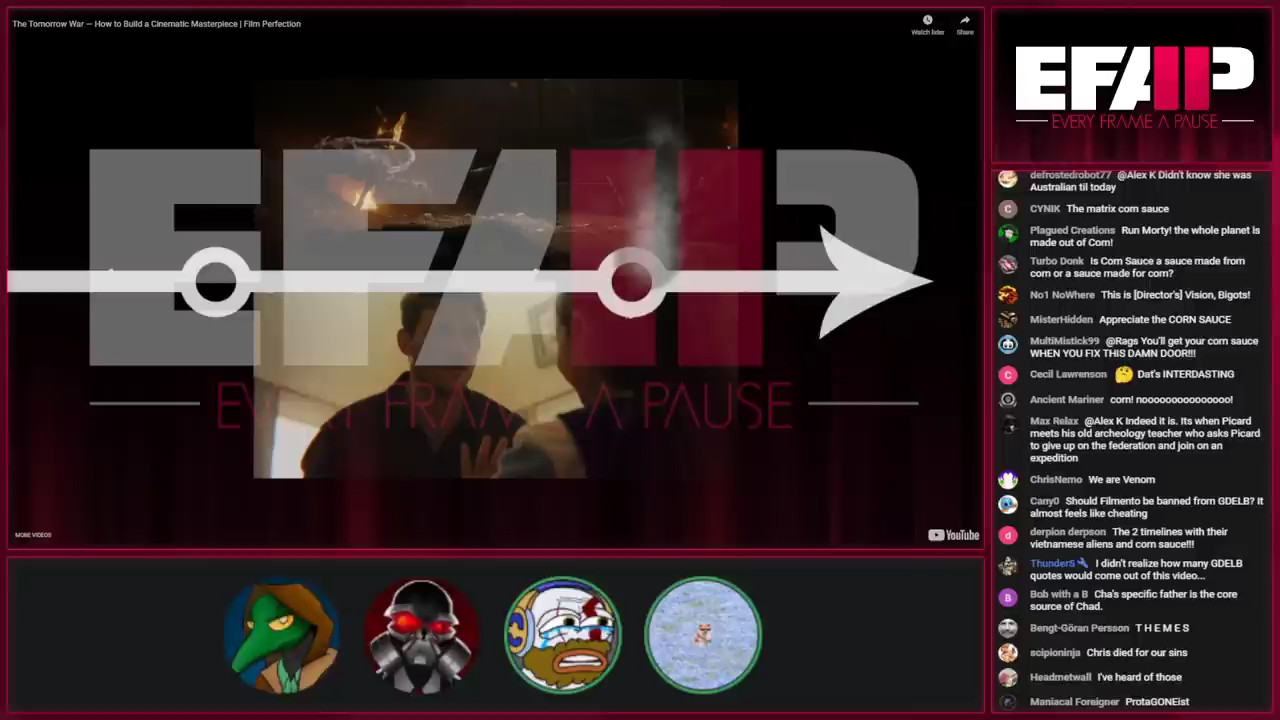 The Tomorrow War – How to Build a Cinematic Masterpiece | Film Perfection
Watch later
Share
EFAP
EVERY FRAME A PAUSE
MORE VIDEOS
YouTube
EFAP
EVERY FRAME A PAUSE
defrostedrobot77 @Alex K Didn't know she was
Australian til today
CYNIK The matrix corn sauce
Plagued Creations Run Morty! the whole planet is
made out of Corn!
Turbo Donk Is Corn Sauce a sauce made from
corn or a sauce made for corn?
No1 NoWhere This is [Director's] Vision, Bigots!
MisterHidden Appreciate the CORN SAUCE
MultiMistick99 @Rags You'll get your corn sauce
WHEN YOU FIX THIS DAMN DOOR!!!
Cecil Lawrenson 🤔 Dat's INTERDASTING
Ancient Mariner corn! nooooooooooooooo!
Max Relax @Alex K Indeed it is. Its when Picard
meets his old archeology teacher who asks Picard
to give up on the federation and join on an
expedition
ChrisNemo We are Venom
Cany0 Should Filmento be banned from GDELB? It
almost feels like cheating
derpion derpson The 2 timelines with their
vietnamese aliens and corn sauce!!!
ThunderS I didn't realize how many GDELB
quotes would come out of this video...
Bob with a B Cha's specific father is the core
source of Chad.
Bengt-Göran Persson T H E M E S
scipioninja Chris died for our sins
Headmetwall I've heard of those
Maniacal Foreigner ProtaGONEist